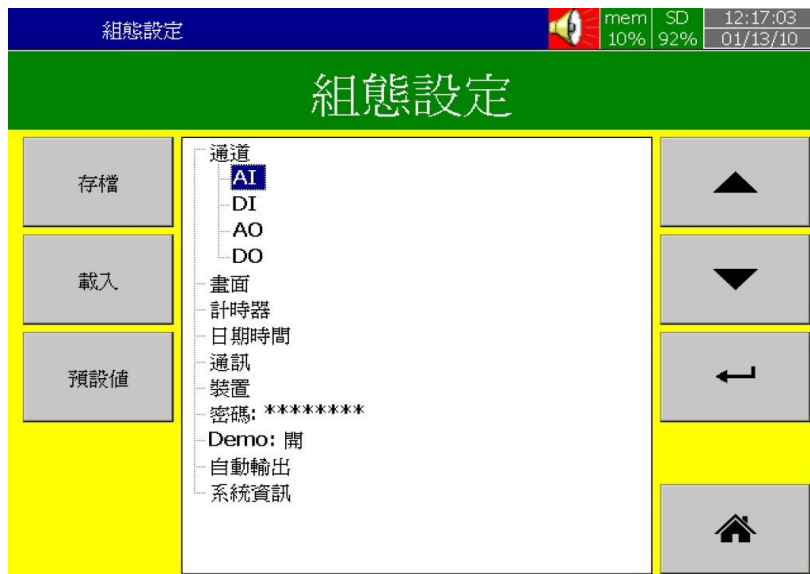 組態設定
mem SD 12:17:03
10% 92% 01/13/10
組態設定
存檔
載入
預設値
通道
AI
DI
AO
DO
畫面
計時器
日期時間
通訊
裝置
密碼: ********
Demo: 開
自動輸出
系統資訊